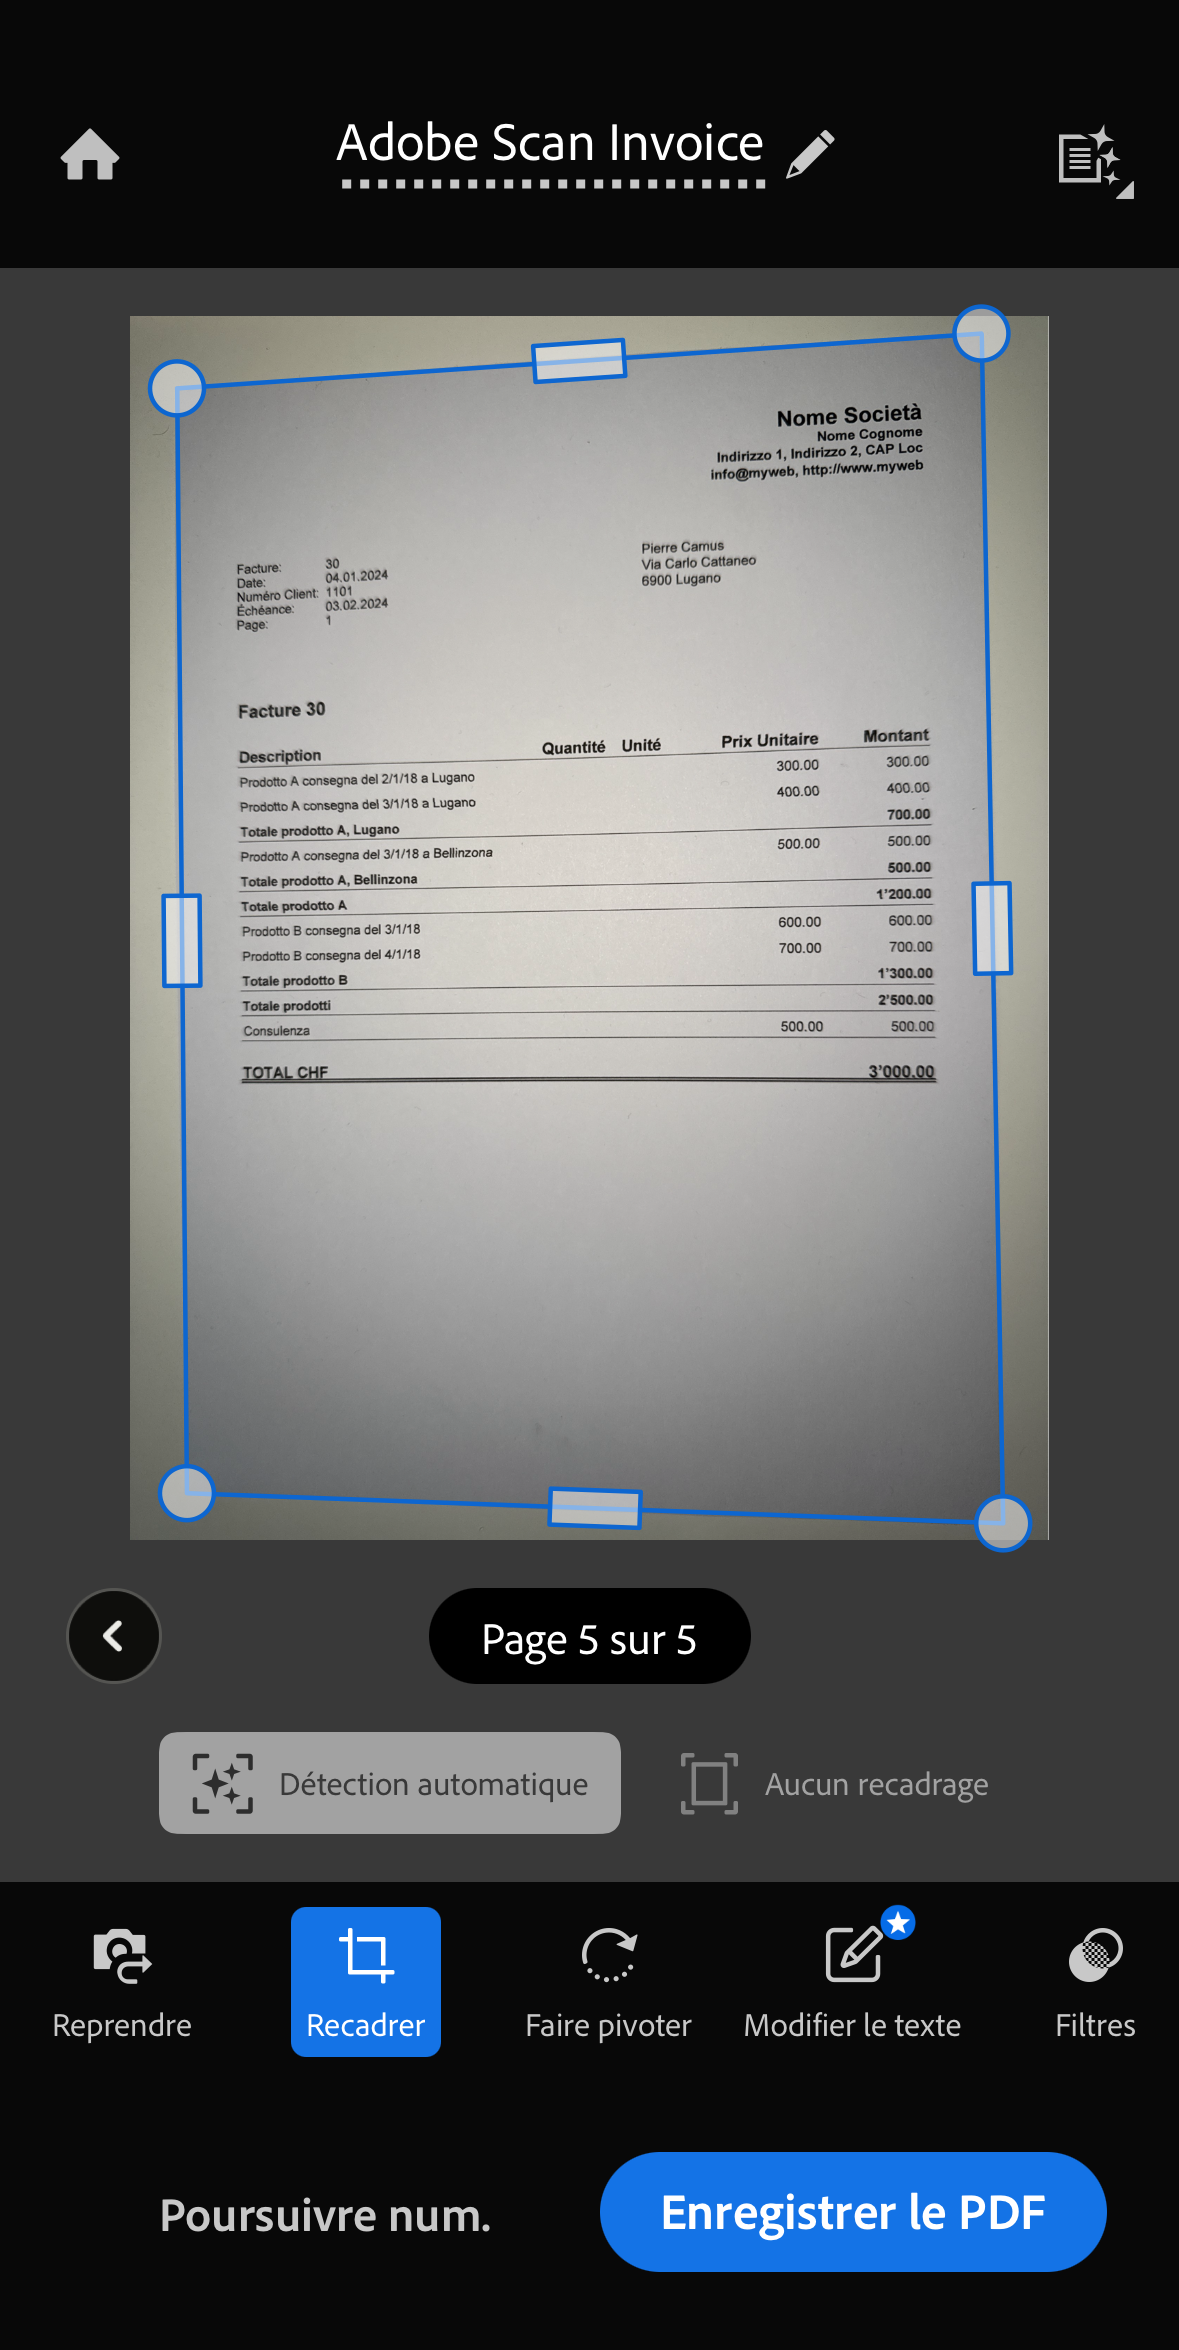 Adobe Scan Invoice
Nome Società
Nome Cognome
Indirizzo 1, Indirizzo 2, CAP Loc
info@myweb, http://www.myweb
Pierre Camus
Via Carlo Cattaneo
6900 Lugano
Facture: 30
Date: 04.01.2024
Numéro Client: 1101
Échéance: 03.02.2024
Page: 1
Facture 30
Description Quantité Unité Prix Unitaire Montant
Prodotto A consegna del 2/1/18 a Lugano 300.00 300.00
Prodotto A consegna del 3/1/18 a Lugano 400.00 400.00
Totale prodotto A, Lugano 700.00
Prodotto A consegna del 3/1/18 a Bellinzona 500.00 500.00
Totale prodotto A, Bellinzona 500.00
Totale prodotto A 1'200.00
Prodotto B consegna del 3/1/18 600.00 600.00
Prodotto B consegna del 4/1/18 700.00 700.00
Totale prodotto B 1'300.00
Totale prodotti 2'500.00
Consulenza 500.00 500.00
TOTAL CHF 3'000.00
Page 5 sur 5
Détection automatique Aucun recadrage
Reprendre Recadrer Faire pivoter Modifier le texte Filtres
Poursuivre num. Enregistrer le PDF